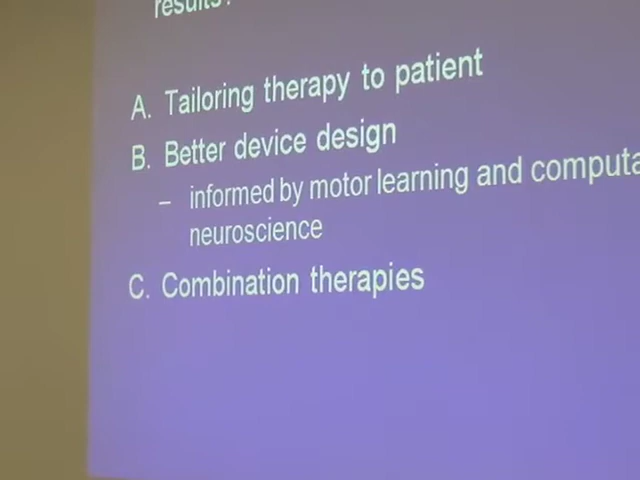 results?
A. Tailoring therapy to patient
B. Better device design
– informed by motor learning and
neuroscience
C. Combination therapies